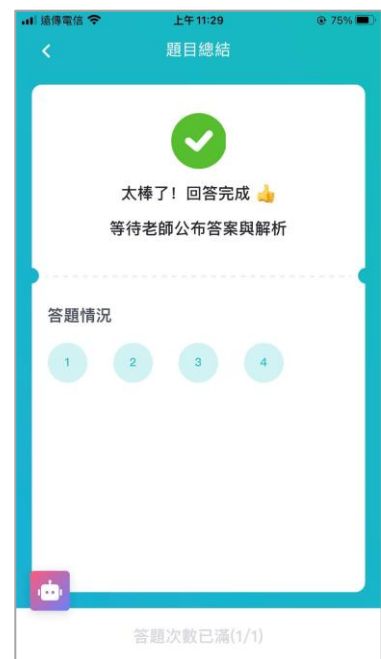 遠傳電信 上午11:29 75%
題目總結
太棒了！回答完成 👍
等待老師公布答案與解析
答題情況
1 2 3 4
答題次數已滿(1/1)